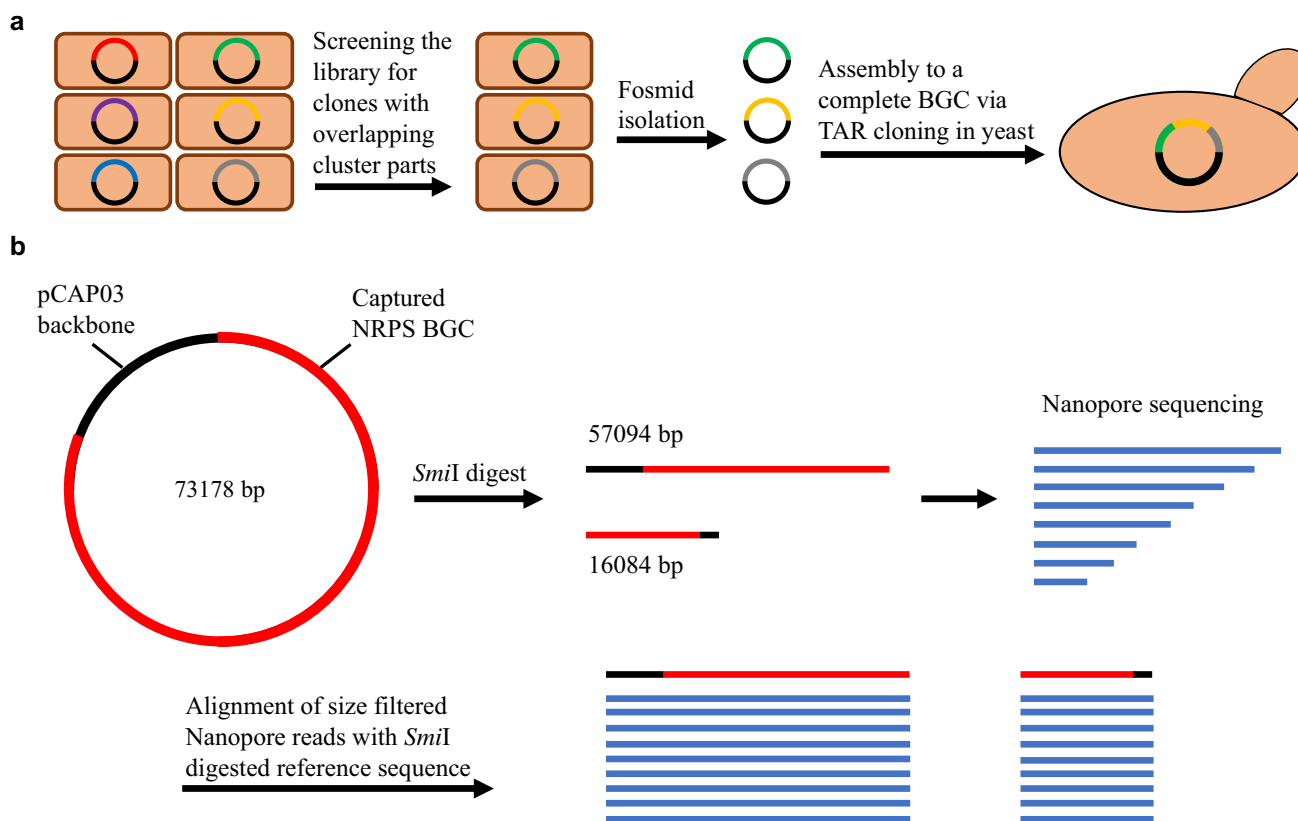 a
Screening the
library for
clones with
overlapping
cluster parts
Fosmid
isolation
Assembly to a
complete BGC via
TAR cloning in yeast
b
pCAP03
backbone
Captured
NRPS BGC
73178 bp
SmiI digest
57094 bp
16084 bp
Nanopore sequencing
Alignment of size filtered
Nanopore reads with SmiI
digested reference sequence